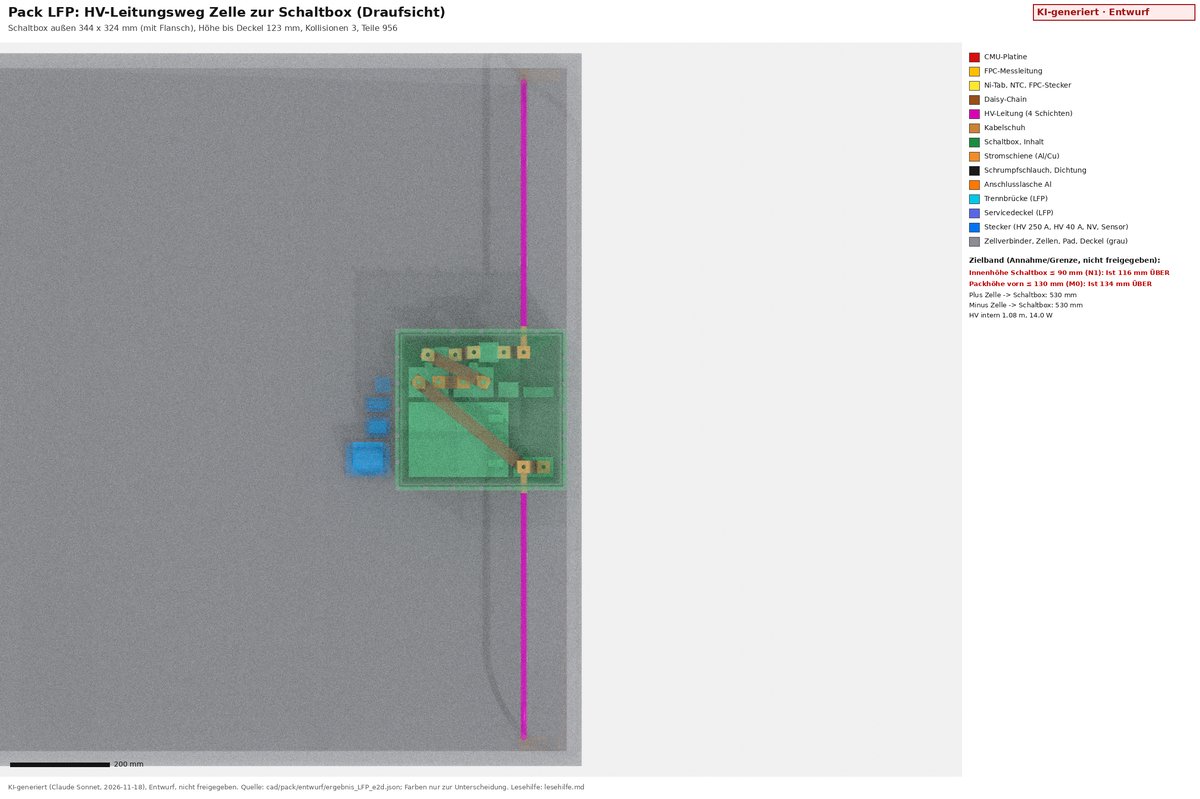 Pack LFP: HV-Leitungsweg Zelle zur Schaltbox (Draufsicht)
KI-generiert · Entwurf
Schaltbox außen 344 x 324 mm (mit Flansch), Höhe bis Deckel 123 mm, Kollisionen 3, Teile 956
CMU-Platine
FPC-Messleitung
Ni-Tab, NTC, FPC-Stecker
Daisy-Chain
HV-Leitung (4 Schichten)
Kabelschuh
Schaltbox, Inhalt
Stromschiene (Al/Cu)
Schrumpfschlauch, Dichtung
Anschlusslasche Al
Trennbrücke (LFP)
Servicedeckel (LFP)
Stecker (HV 250 A, HV 40 A, NV, Sensor)
Zellverbinder, Zellen, Pad, Deckel (grau)
Zielband (Annahme/Grenze, nicht freigegeben):
Innenhöhe Schaltbox ≤ 90 mm (N1): Ist 116 mm ÜBER
Packhöhe vorn ≤ 130 mm (M0): Ist 134 mm ÜBER
Plus Zelle -> Schaltbox: 530 mm
Minus Zelle -> Schaltbox: 530 mm
HV intern 1.08 m, 14.0 W
200 mm
KI-generiert (Claude Sonnet, 2026-11-18), Entwurf, nicht freigegeben. Quelle: cad/pack/entwurf/ergebnis_LFP_e2d.json; Farben nur zur Unterscheidung. Lesehilfe: lesehilfe.md